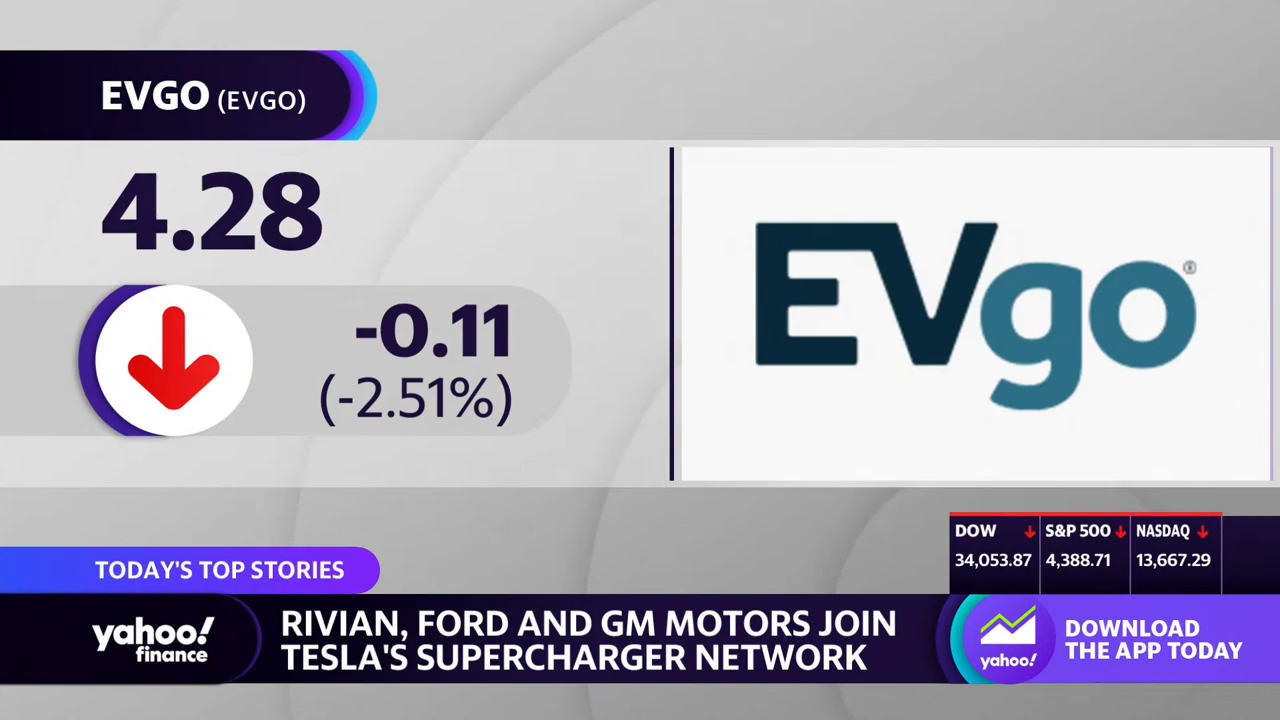 EVGO (EVGO)
4.28
-0.11
(-2.51%)
EVgo®
DOW
34,053.87
S&P 500
4,388.71
NASDAQ
13,667.29
TODAY'S TOP STORIES
yahoo!
finance
RIVIAN, FORD AND GM MOTORS JOIN
TESLA'S SUPERCHARGER NETWORK
yahoo!
DOWNLOAD
THE APP TODAY